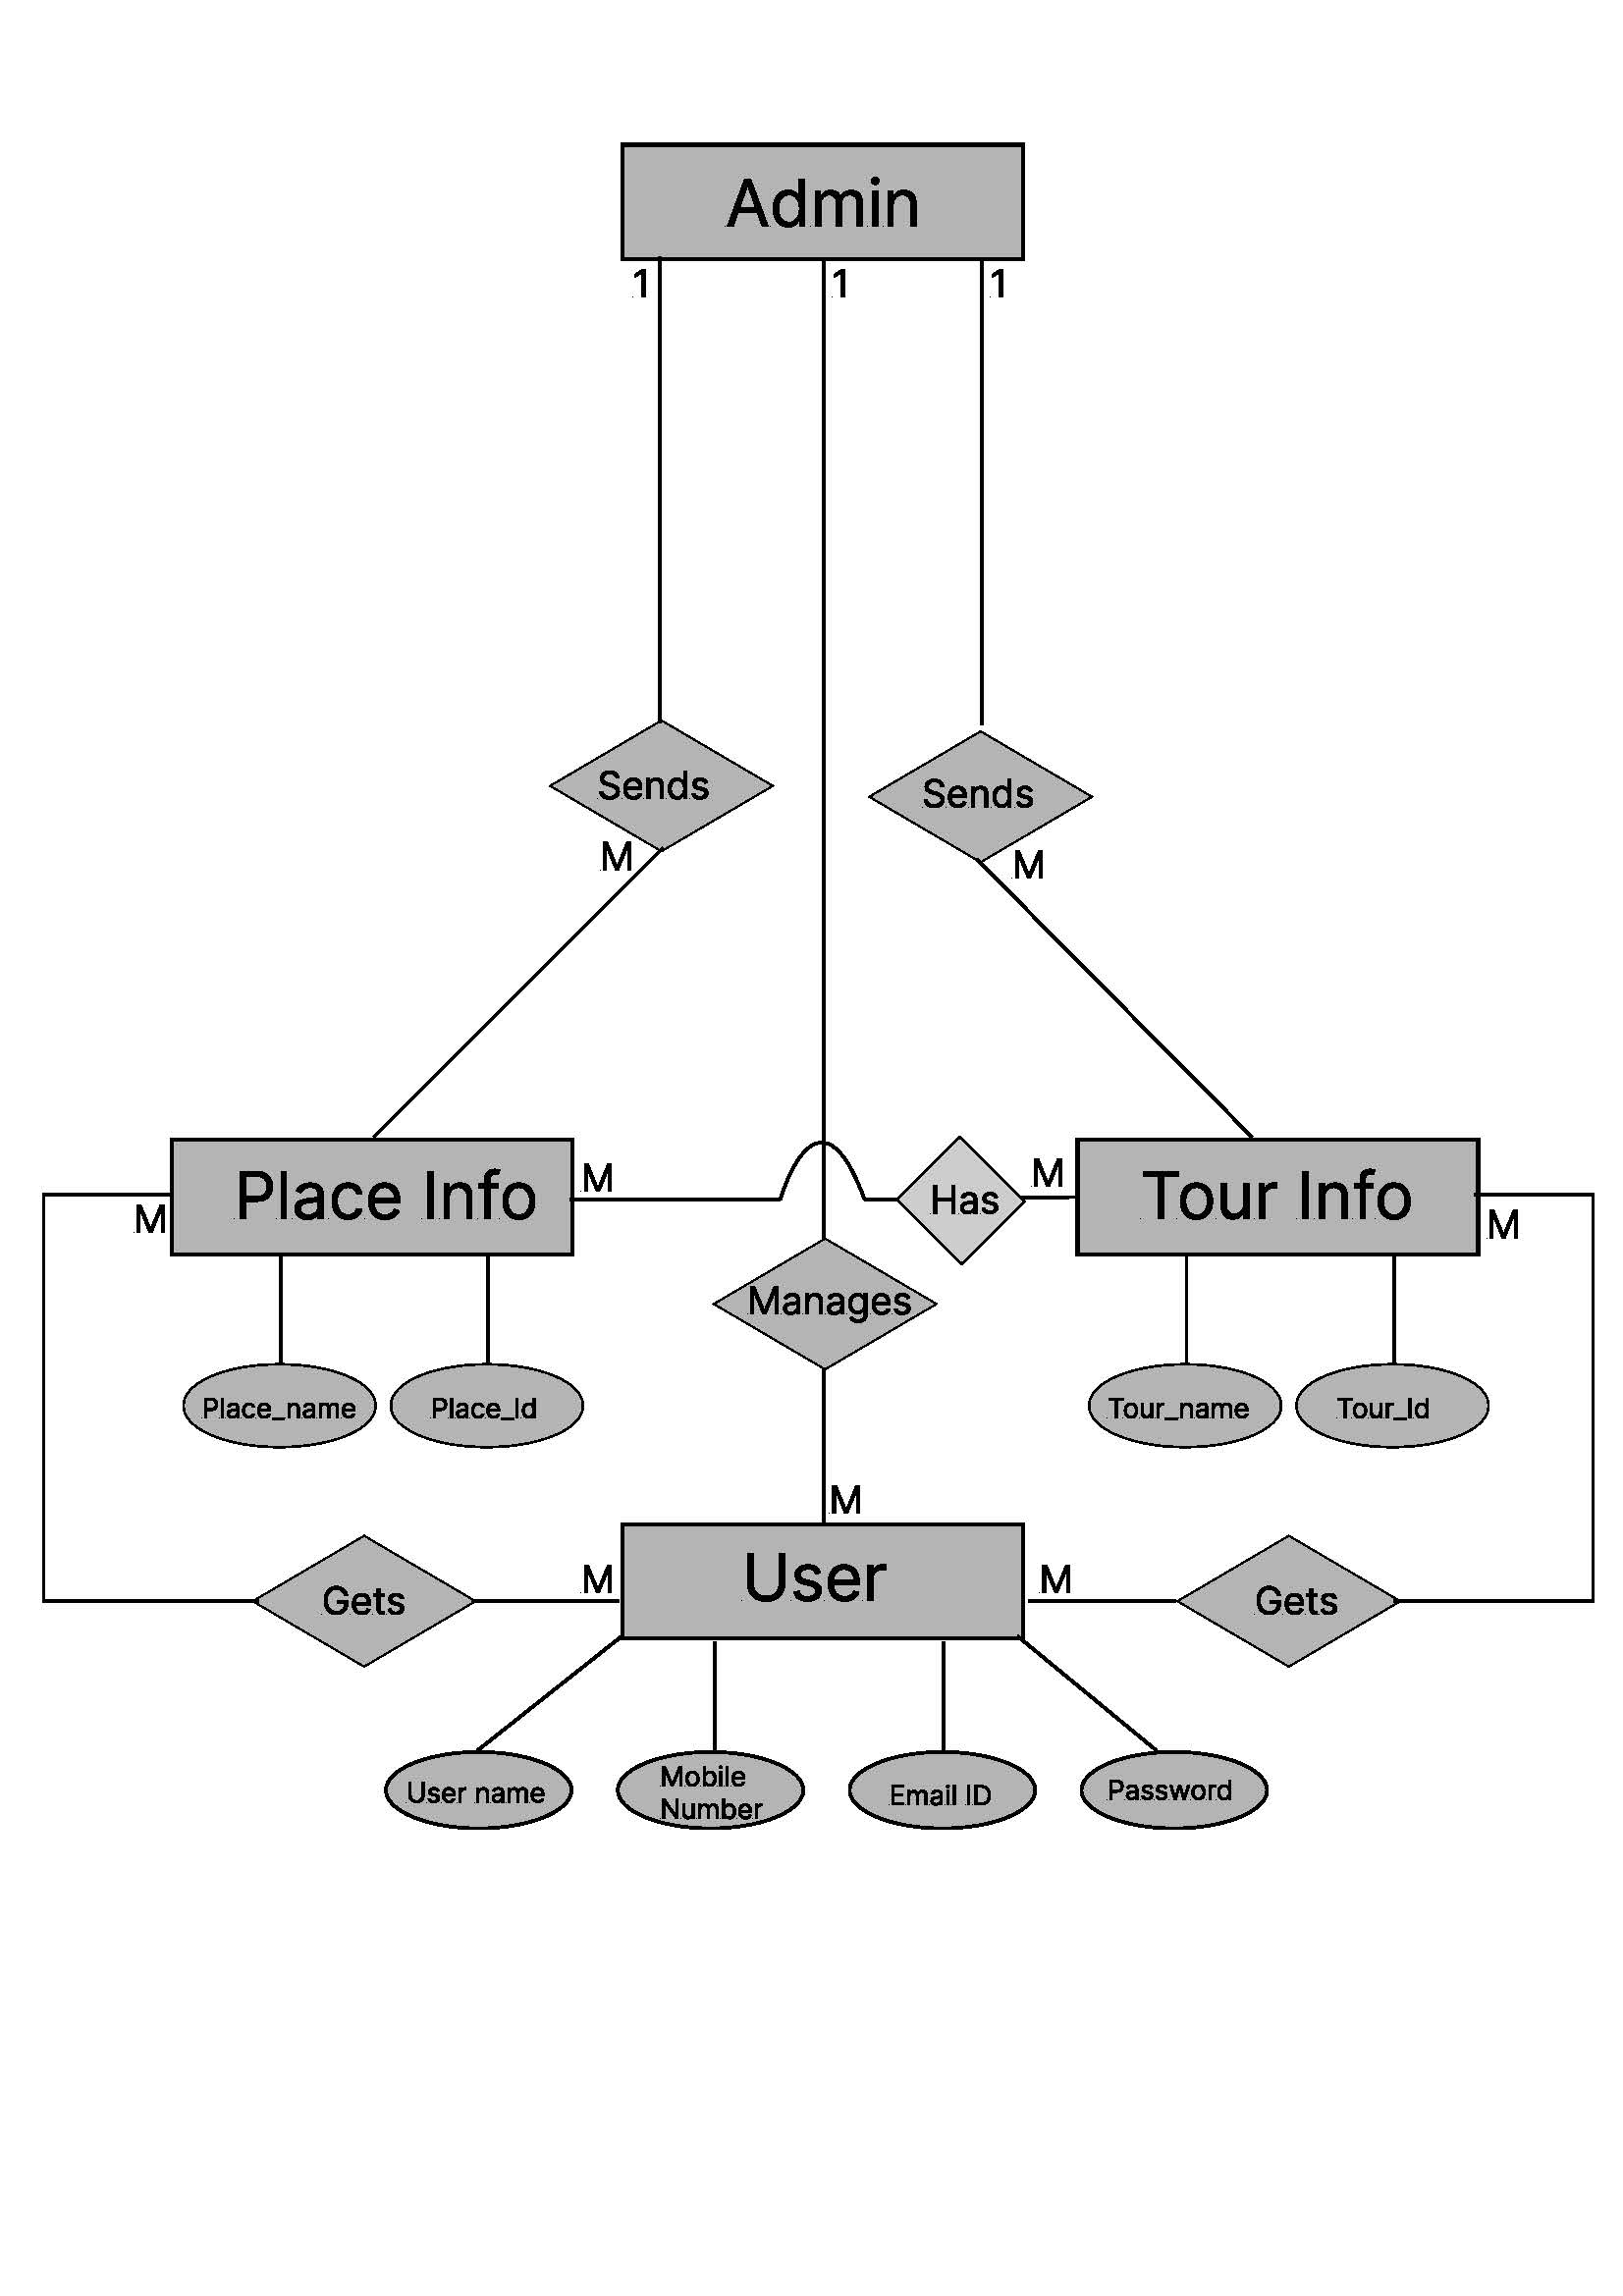 Admin
1
1
1
Sends
Sends
M
M
Place Info
M
Has
M
Tour Info
M
M
Manages
Place_name
Place_Id
Tour_name
Tour_Id
M
Gets
M
User
M
Gets
User name
Mobile
Number
Email ID
Password